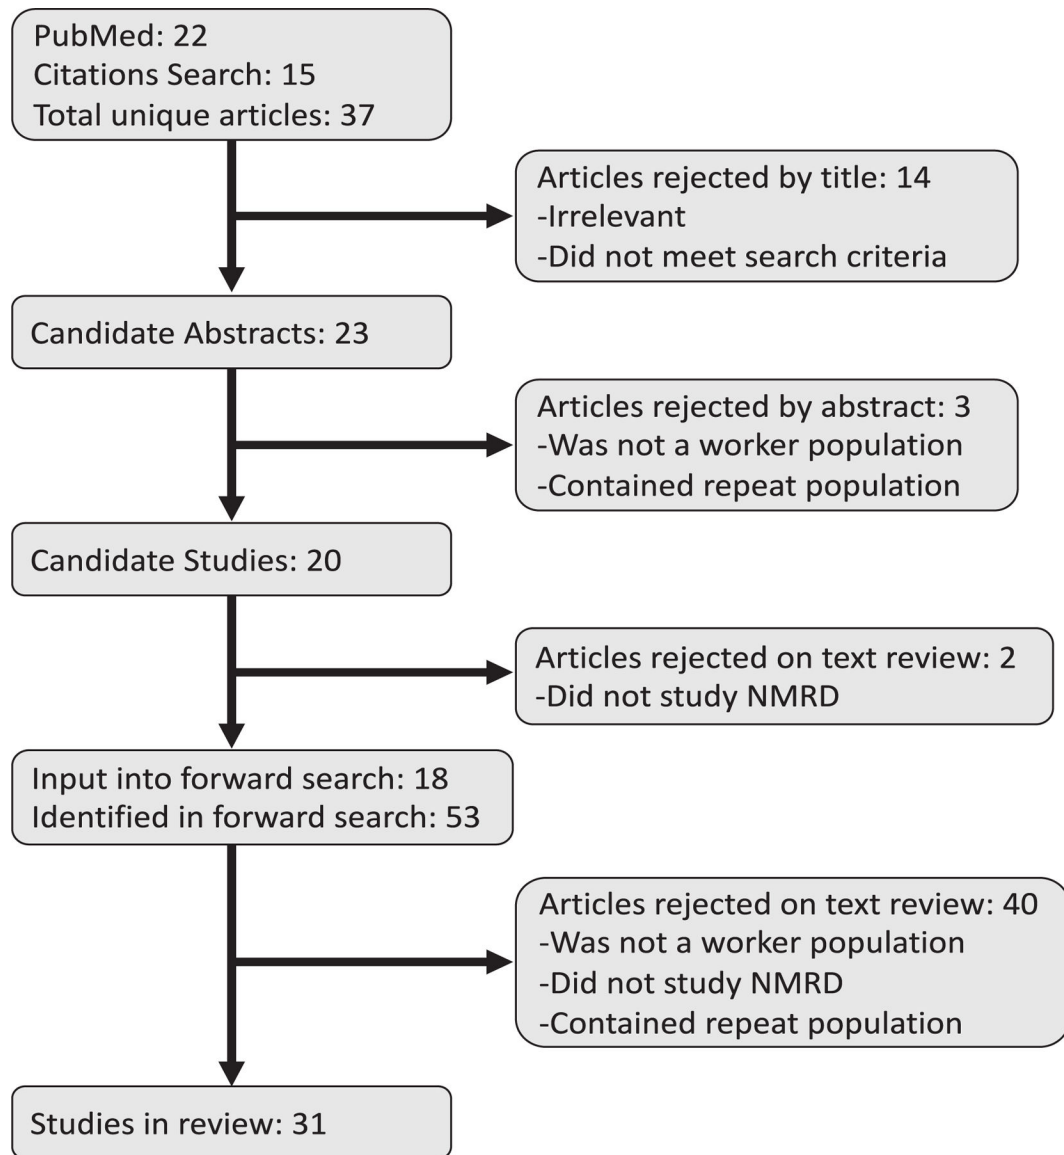 PubMed: 22
Citations Search: 15
Total unique articles: 37
Articles rejected by title: 14
-Irrelevant
-Did not meet search criteria
Candidate Abstracts: 23
Articles rejected by abstract: 3
-Was not a worker population
-Contained repeat population
Candidate Studies: 20
Articles rejected on text review: 2
-Did not study NMRD
Input into forward search: 18
Identified in forward search: 53
Articles rejected on text review: 40
-Was not a worker population
-Did not study NMRD
-Contained repeat population
Studies in review: 31